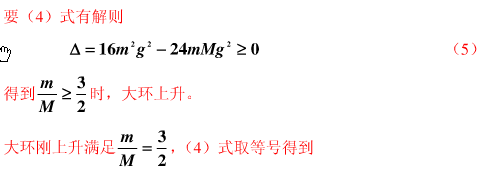 要（4）式有解则
Δ = 16m²g² − 24mMg² ≥ 0 （5）
得到 m/M ≥ 3/2 时，大环上升。
大环刚上升满足 m/M = 3/2 ，（4）式取等号得到